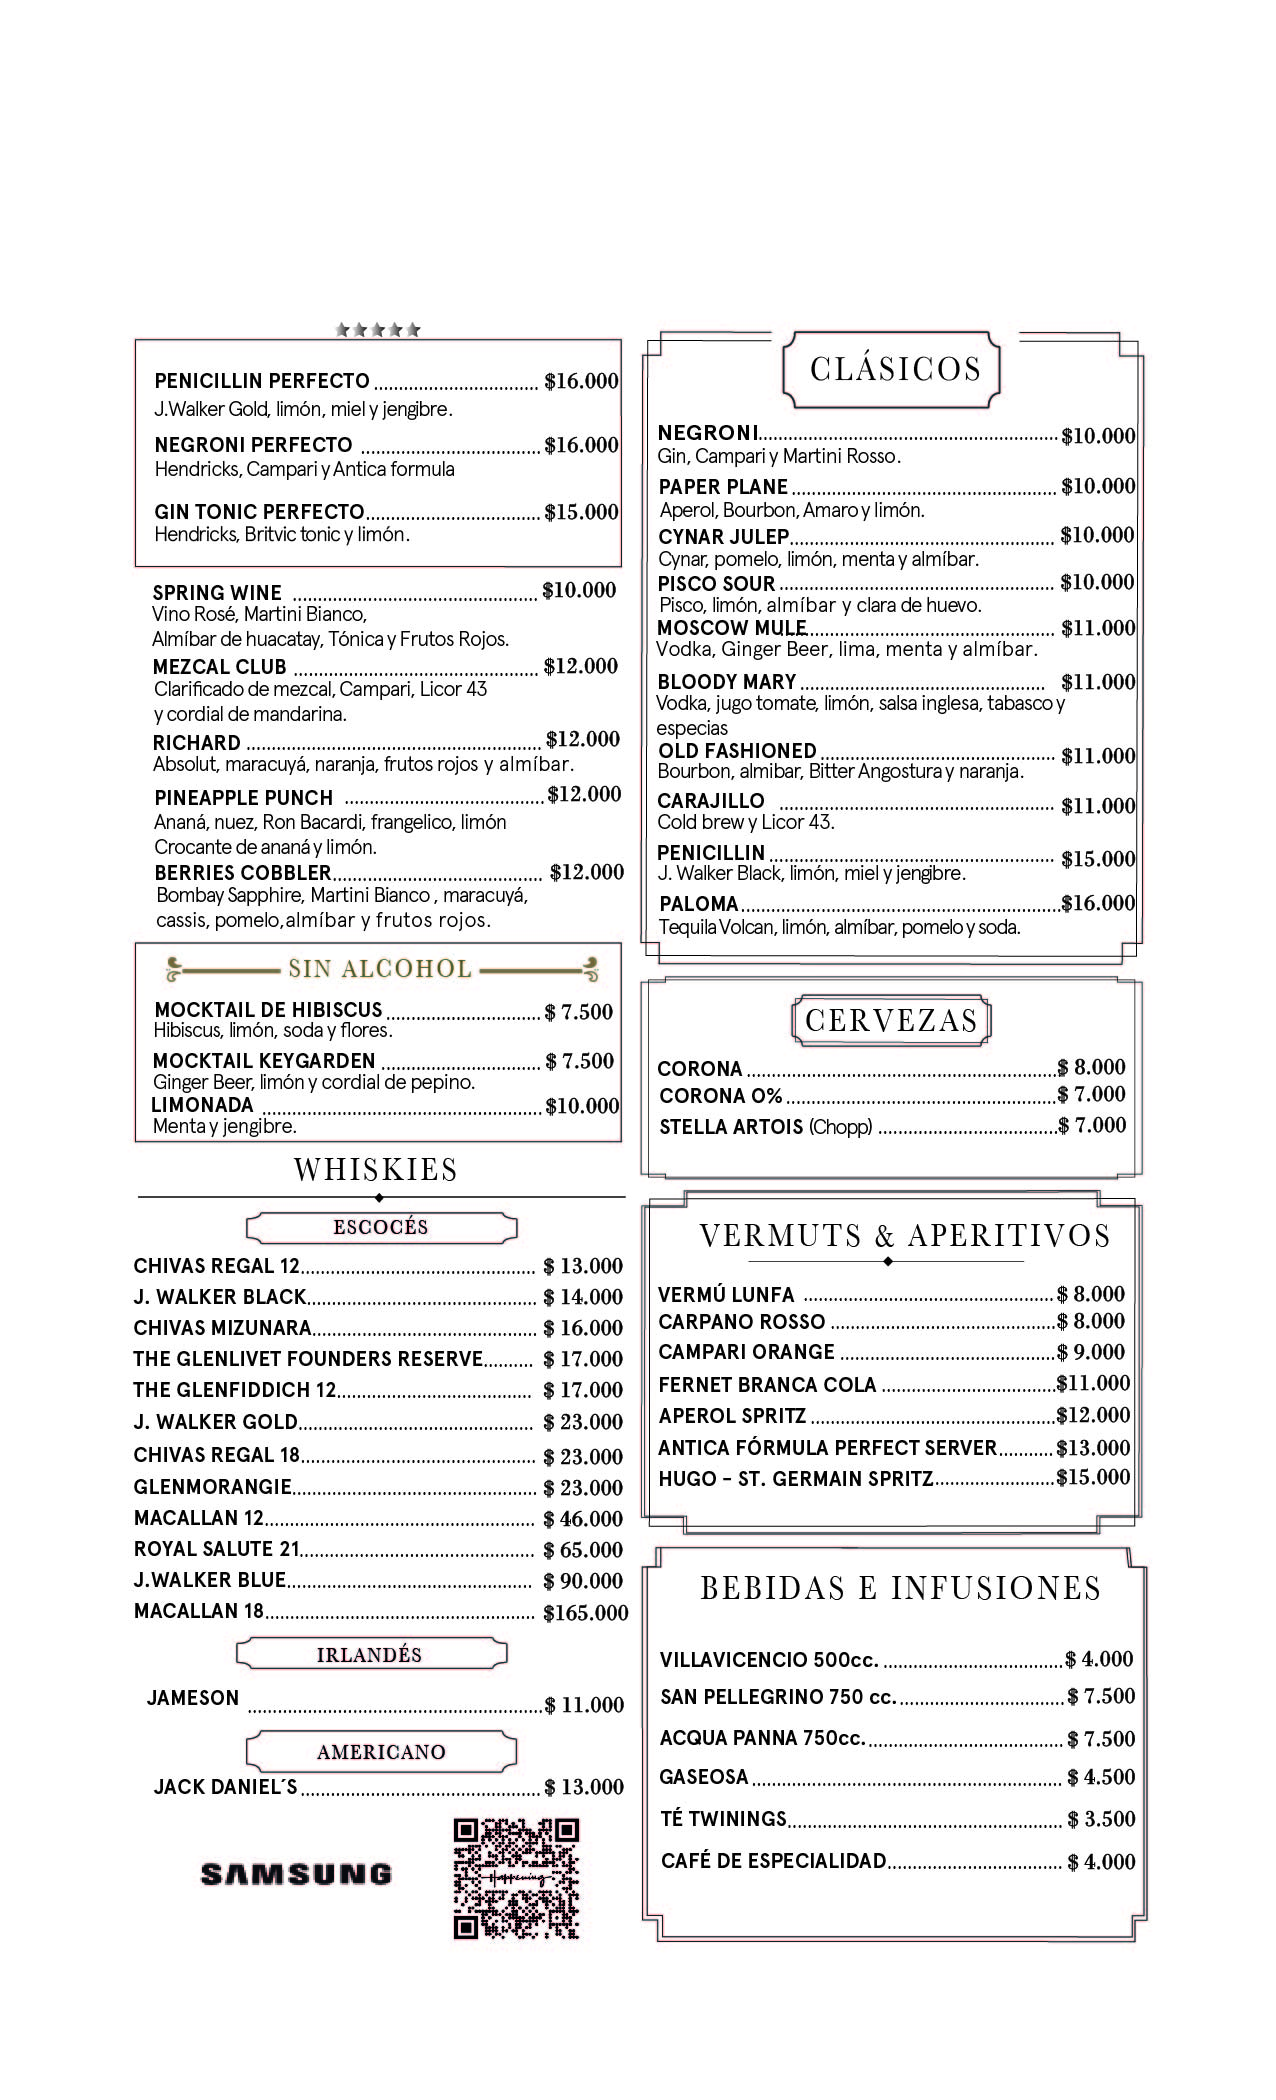 PENICILLIN PERFECTO ........ $16.000
J.Walker Gold, limón, miel y jengibre.
NEGRONI PERFECTO ........ $16.000
Hendricks, Campari y Antica formula
GIN TONIC PERFECTO ........ $15.000
Hendricks, Britvic tonic y limón.
SPRING WINE ........ $10.000
Vino Rosé, Martini Bianco,
Almíbar de huacatay, Tónica y Frutos Rojos.
MEZCAL CLUB ........ $12.000
Clarificado de mezcal, Campari, Licor 43
y cordial de mandarina.
RICHARD ........ $12.000
Absolut, maracuyá, naranja, frutos rojos y almíbar.
PINEAPPLE PUNCH ........ $12.000
Ananá, nuez, Ron Bacardi, frangelico, limón
Crocante de ananá y limón.
BERRIES COBBLER ........ $12.000
Bombay Sapphire, Martini Bianco , maracuyá,
cassis, pomelo, almíbar y frutos rojos.
SIN ALCOHOL
MOCKTAIL DE HIBISCUS ........ $ 7.500
Hibiscus, limón, soda y flores.
MOCKTAIL KEYGARDEN ........ $ 7.500
Ginger Beer, limón y cordial de pepino.
LIMONADA ........ $10.000
Menta y jengibre.
WHISKIES
ESCOCÉS
CHIVAS REGAL 12 ........ $ 13.000
J. WALKER BLACK ........ $ 14.000
CHIVAS MIZUNARA ........ $ 16.000
THE GLENLIVET FOUNDERS RESERVE ........ $ 17.000
THE GLENFIDDICH 12 ........ $ 17.000
J. WALKER GOLD ........ $ 23.000
CHIVAS REGAL 18 ........ $ 23.000
GLENMORANGIE ........ $ 23.000
MACALLAN 12 ........ $ 46.000
ROYAL SALUTE 21 ........ $ 65.000
J.WALKER BLUE ........ $ 90.000
MACALLAN 18 ........ $165.000
IRLANDÉS
JAMESON ........ $ 11.000
AMERICANO
JACK DANIEL´S ........ $ 13.000
SAMSUNG
Happening
CLÁSICOS
NEGRONI ........ $10.000
Gin, Campari y Martini Rosso.
PAPER PLANE ........ $10.000
Aperol, Bourbon, Amaro y limón.
CYNAR JULEP ........ $10.000
Cynar, pomelo, limón, menta y almíbar.
PISCO SOUR ........ $10.000
Pisco, limón, almíbar y clara de huevo.
MOSCOW MULE ........ $11.000
Vodka, Ginger Beer, lima, menta y almíbar.
BLOODY MARY ........ $11.000
Vodka, jugo tomate, limón, salsa inglesa, tabasco y
especias
OLD FASHIONED ........ $11.000
Bourbon, almibar, Bitter Angostura y naranja.
CARAJILLO ........ $11.000
Cold brew y Licor 43.
PENICILLIN ........ $15.000
J. Walker Black, limón, miel y jengibre.
PALOMA ........ $16.000
Tequila Volcan, limón, almíbar, pomelo y soda.
CERVEZAS
CORONA ........ $ 8.000
CORONA 0% ........ $ 7.000
STELLA ARTOIS (Chopp) ........ $ 7.000
VERMUTS & APERITIVOS
VERMÚ LUNFA ........ $ 8.000
CARPANO ROSSO ........ $ 8.000
CAMPARI ORANGE ........ $ 9.000
FERNET BRANCA COLA ........ $11.000
APEROL SPRITZ ........ $12.000
ANTICA FÓRMULA PERFECT SERVER ........ $13.000
HUGO - ST. GERMAIN SPRITZ ........ $15.000
BEBIDAS E INFUSIONES
VILLAVICENCIO 500cc. ........ $ 4.000
SAN PELLEGRINO 750 cc. ........ $ 7.500
ACQUA PANNA 750cc. ........ $ 7.500
GASEOSA ........ $ 4.500
TÉ TWININGS ........ $ 3.500
CAFÉ DE ESPECIALIDAD ........ $ 4.000